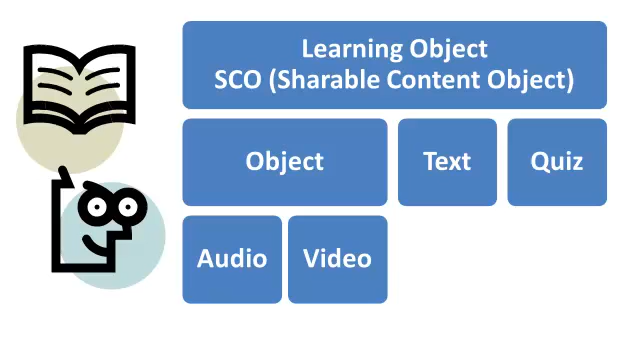 Learning Object
SCO (Sharable Content Object)
Object
Text
Quiz
Audio
Video